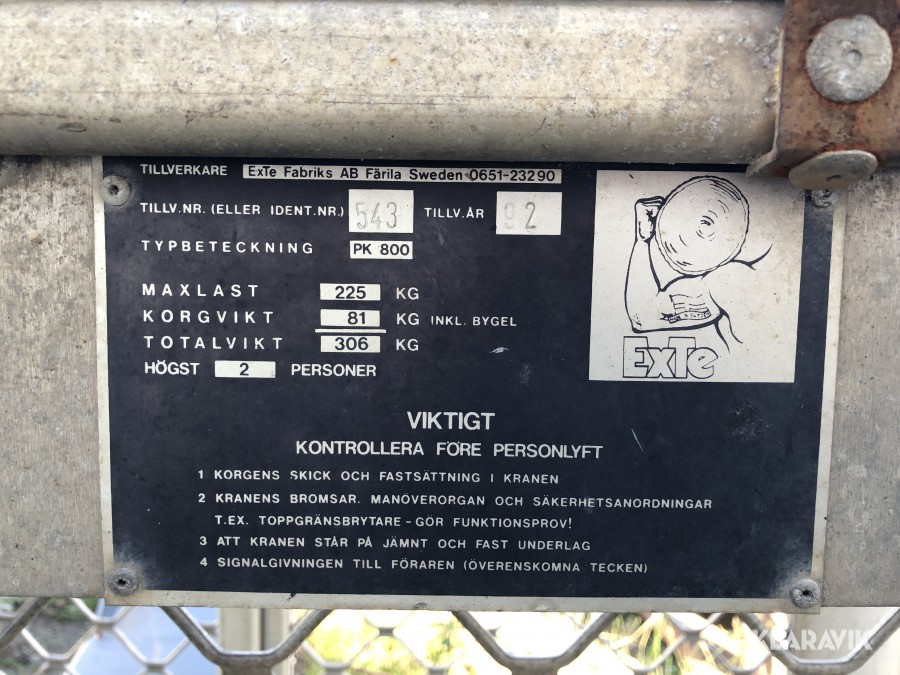 TILLVERKARE ExTe Fabriks AB Färila Sweden 0651-23290
TILLV.NR. (ELLER IDENT.NR.) 543 TILLV.ÅR 92
TYPBETECKNING PK 800
MAXLAST 225 KG
KORGVIKT 81 KG INKL. BYGEL
TOTALVIKT 306 KG
HÖGST 2 PERSONER
ExTe
VIKTIGT
KONTROLLERA FÖRE PERSONLYFT
1 KORGENS SKICK OCH FASTSÄTTNING I KRANEN
2 KRANENS BROMSAR. MANÖVERORGAN OCH SÄKERHETSANORDNINGAR
T.EX. TOPPGRÄNSBRYTARE - GÖR FUNKTIONSPROV!
3 ATT KRANEN STÅR PÅ JÄMNT OCH FAST UNDERLAG
4 SIGNALGIVNINGEN TILL FÖRAREN (ÖVERENSKOMNA TECKEN)
KLARAVIK